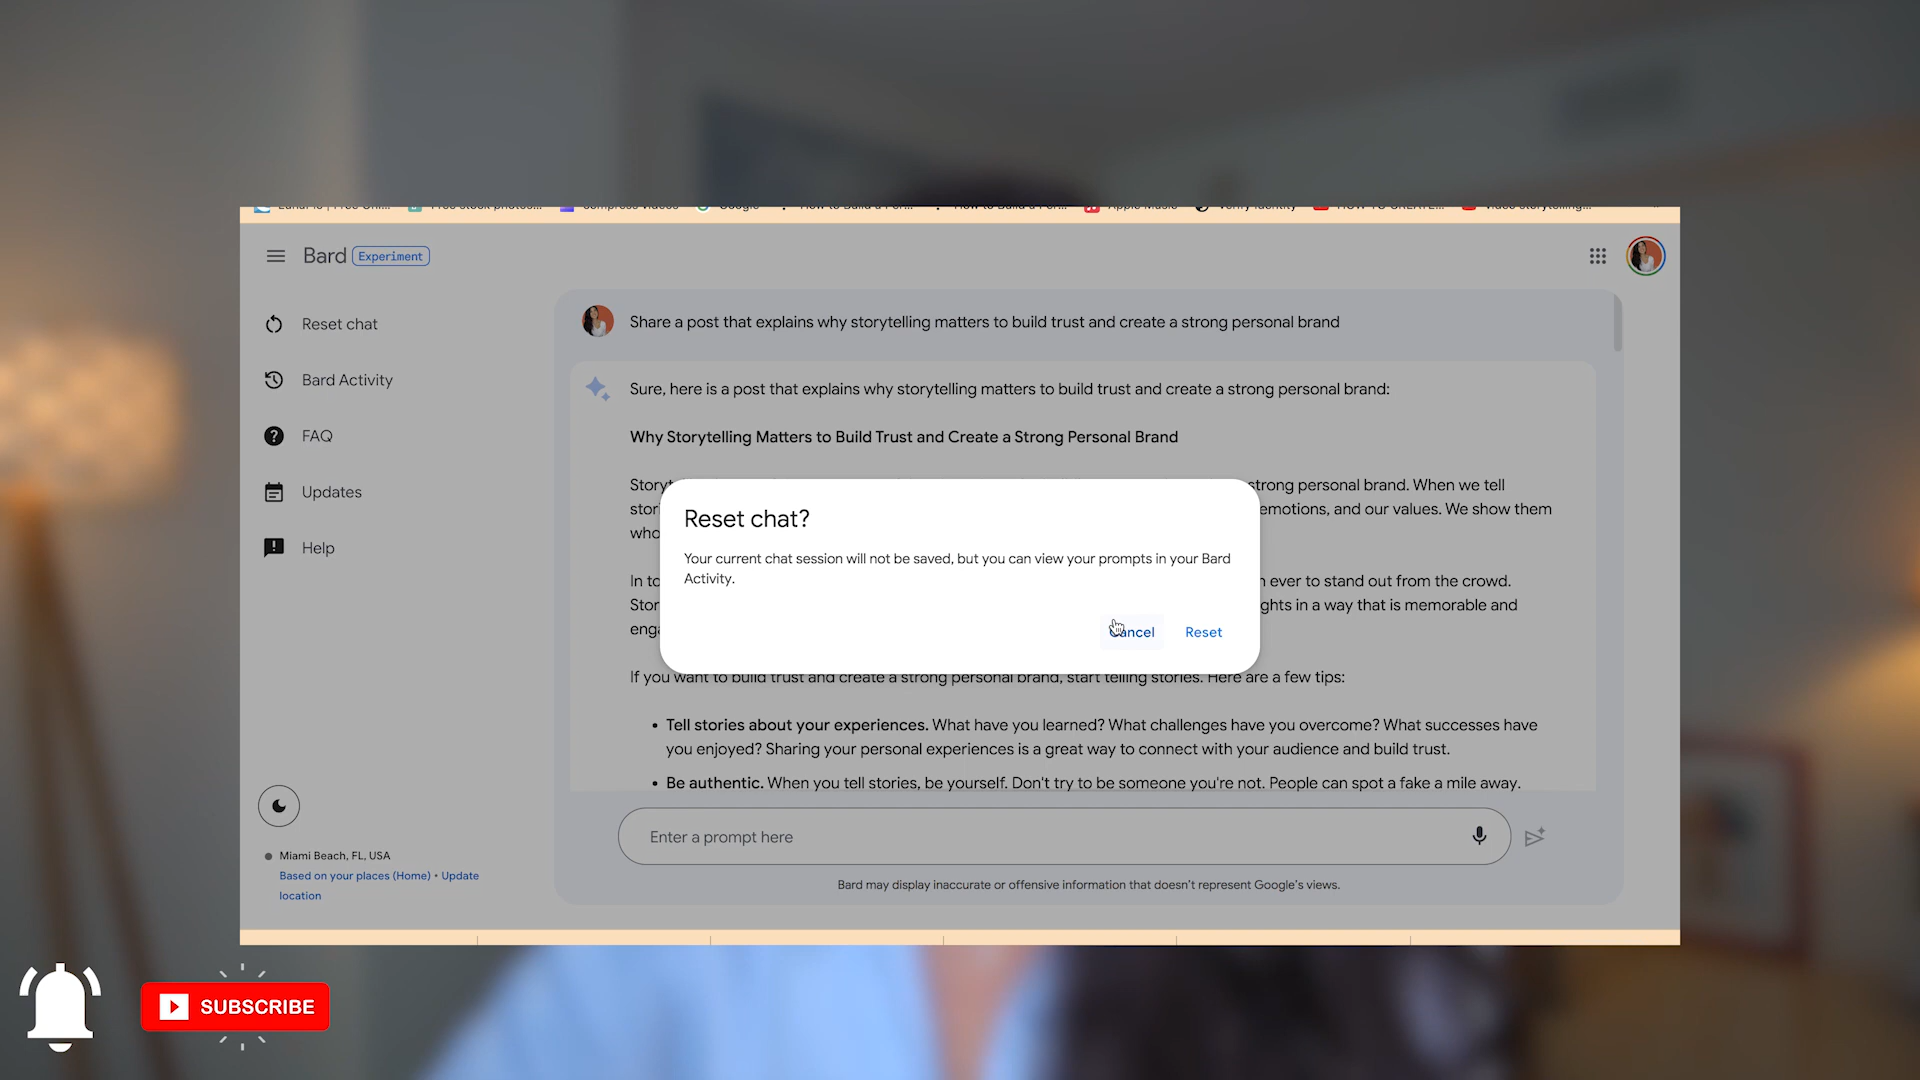 Bard Experiment
Reset chat
Bard Activity
FAQ
Updates
Help
Miami Beach, FL, USA
Based on your places (Home) • Update
location
Share a post that explains why storytelling matters to build trust and create a strong personal brand
Sure, here is a post that explains why storytelling matters to build trust and create a strong personal brand:
Why Storytelling Matters to Build Trust and Create a Strong Personal Brand
strong personal brand. When we tell
emotions, and our values. We show them
who
In to
ever to stand out from the crowd.
in a way that is memorable and
Reset chat?
Your current chat session will not be saved, but you can view your prompts in your Bard
Activity.
Cancel Reset
If you want to build trust and create a strong personal brand, start telling stories. Here are a few tips:
• Tell stories about your experiences. What have you learned? What challenges have you overcome? What successes have
you enjoyed? Sharing your personal experiences is a great way to connect with your audience and build trust.
• Be authentic. When you tell stories, be yourself. Don't try to be someone you're not. People can spot a fake a mile away.
Enter a prompt here
Bard may display inaccurate or offensive information that doesn't represent Google's views.
SUBSCRIBE